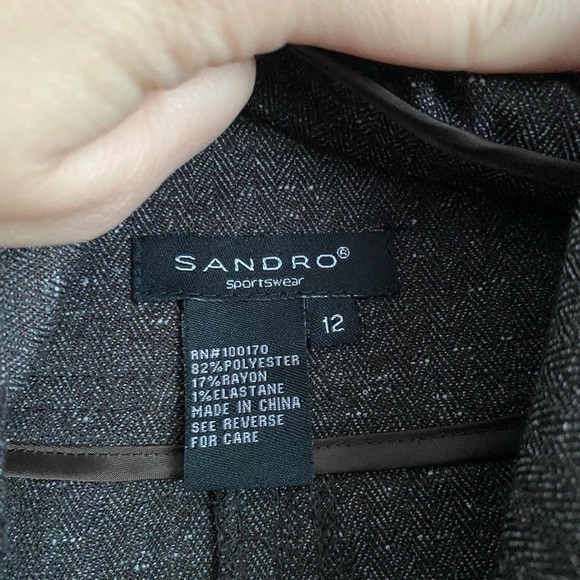 SANDRO®
Sportswear
12
RN#100170
82%POLYESTER
17%RAYON
1%ELASTANE
MADE IN CHINA
SEE REVERSE
FOR CARE